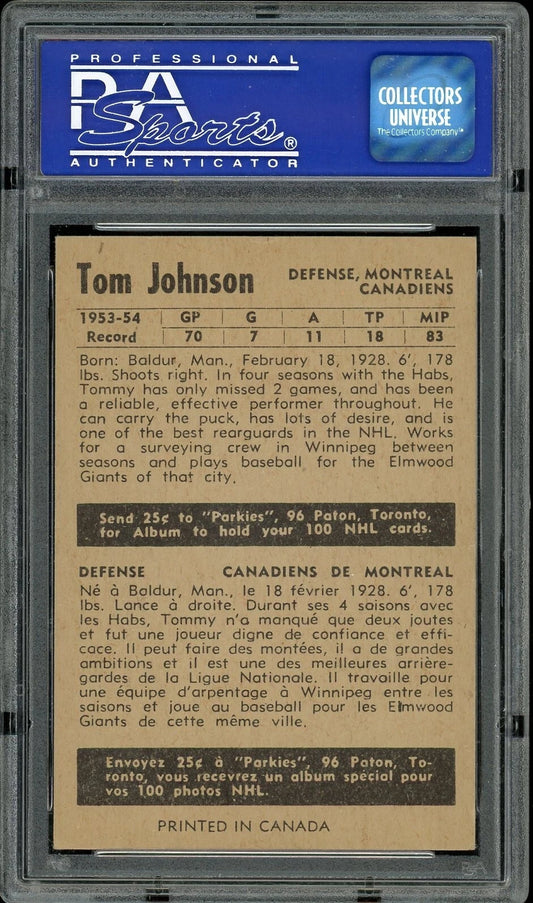 PROFESSIONAL
PSA
Sports®
AUTHENTICATOR
COLLECTORS
UNIVERSE
The Collectors Company
Tom Johnson
DEFENSE, MONTREAL
CANADIENS
1953-54 | GP | G | A | TP | MIP
Record | 70 | 7 | 11 | 18 | 83
Born: Baldur, Man., February 18, 1928. 6', 178
lbs. Shoots right. In four seasons with the Habs,
Tommy has only missed 2 games, and has been
a reliable, effective performer throughout. He
can carry the puck, has lots of desire, and is
one of the best rearguards in the NHL. Works
for a surveying crew in Winnipeg between
seasons and plays baseball for the Elmwood
Giants of that city.
Send 25¢ to "Parkies", 96 Paton, Toronto,
for Album to hold your 100 NHL cards.
DEFENSE CANADIENS DE MONTREAL
Né à Baldur, Man., le 18 février 1928. 6', 178
lbs. Lance à droite. Durant ses 4 saisons avec
les Habs, Tommy n'a manqué que deux joutes
et fut une joueur digne de confiance et effi-
cace. Il peut faire des montées, il a de grandes
ambitions et il est une des meilleures arrière-
gardes de la Ligue Nationale. Il travaille pour
une équipe d'arpentage à Winnipeg entre les
saisons et joue au baseball pour les Elmwood
Giants de cette même ville.
Envoyez 25¢ à "Parkies", 96 Paton, To-
ronto, vous recevrez un album spécial pour
vos 100 photos NHL.
PRINTED IN CANADA